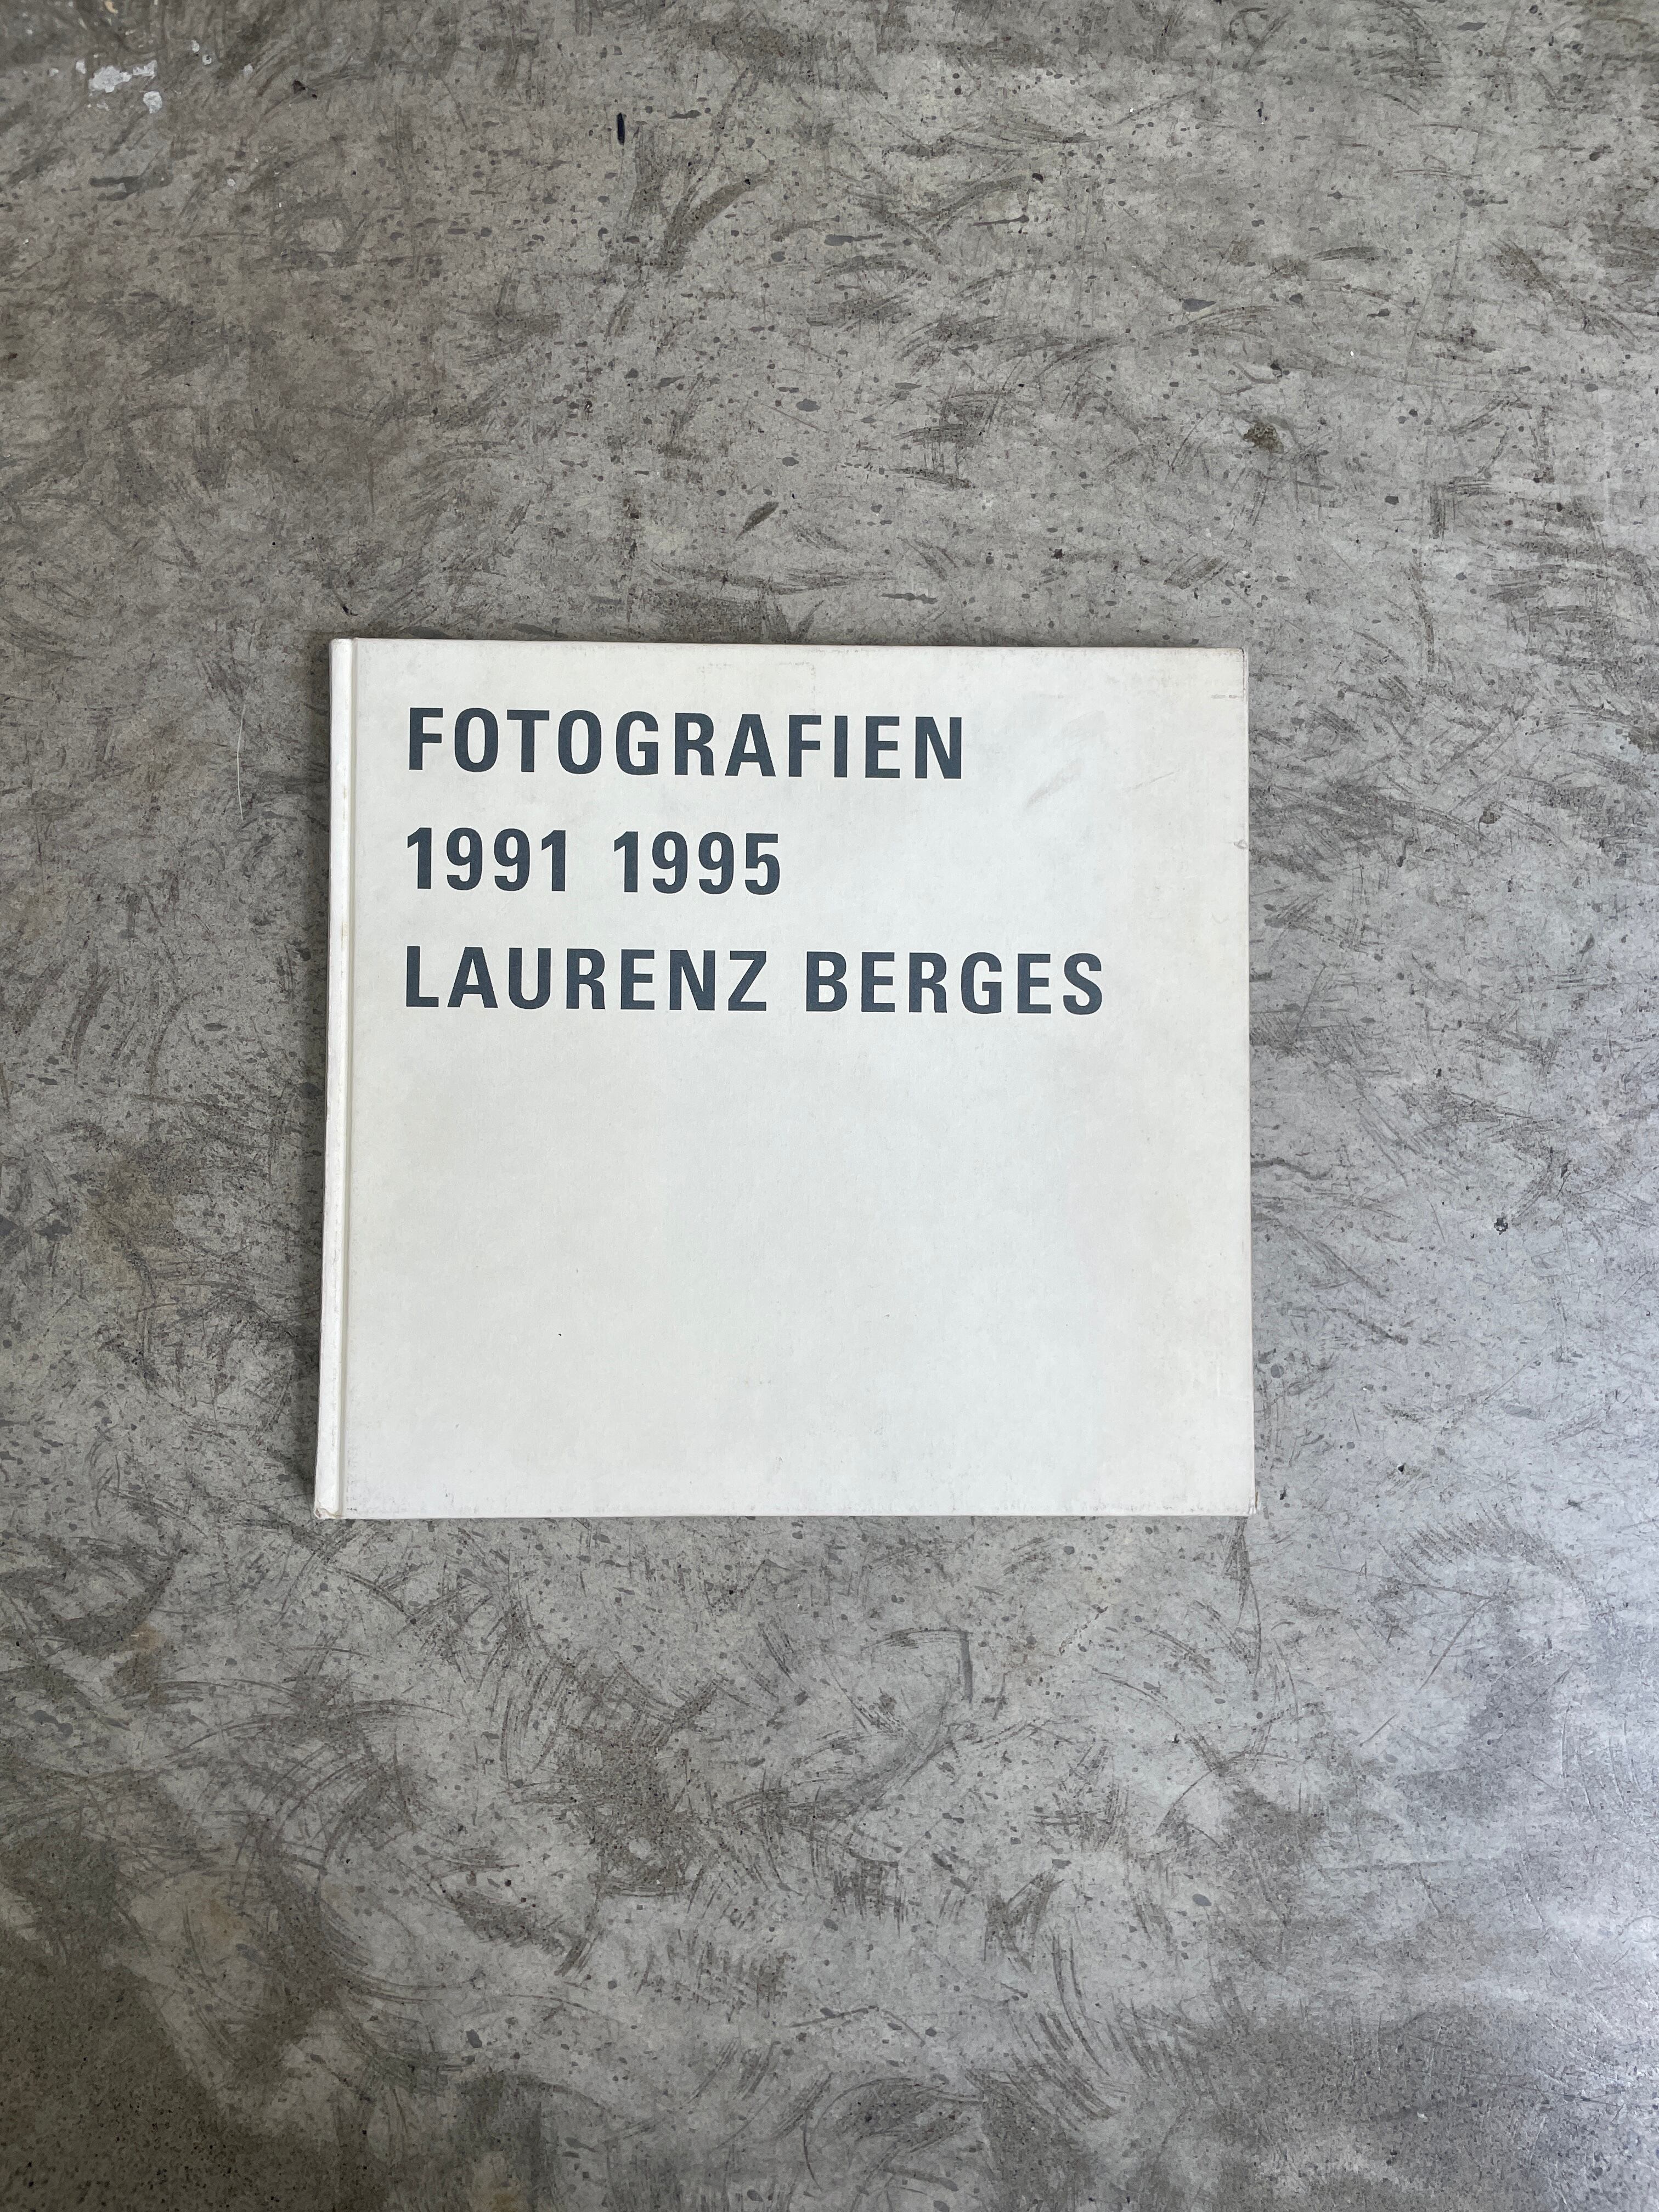 FOTOGRAFIEN
1991 1995
LAURENZ BERGES